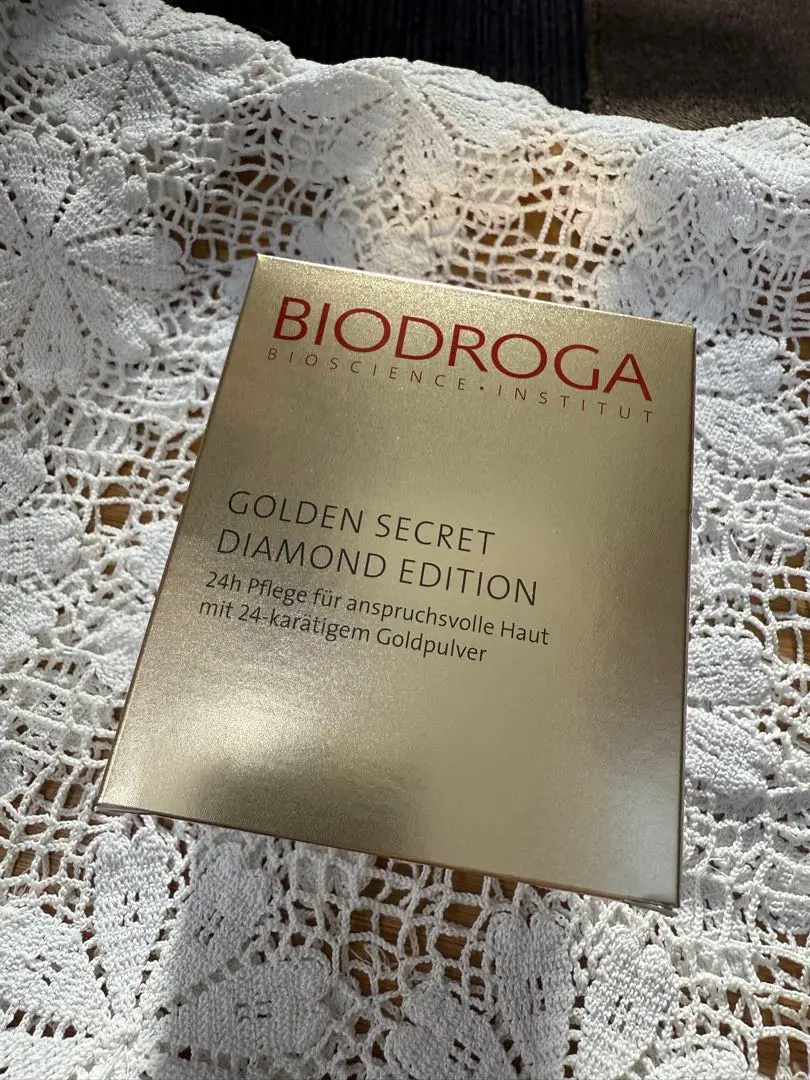 BIODROGA
BIOSCIENCE·INSTITUT
GOLDEN SECRET
DIAMOND EDITION
24h Pflege für anspruchsvolle Haut
mit 24-karätigem Goldpulver